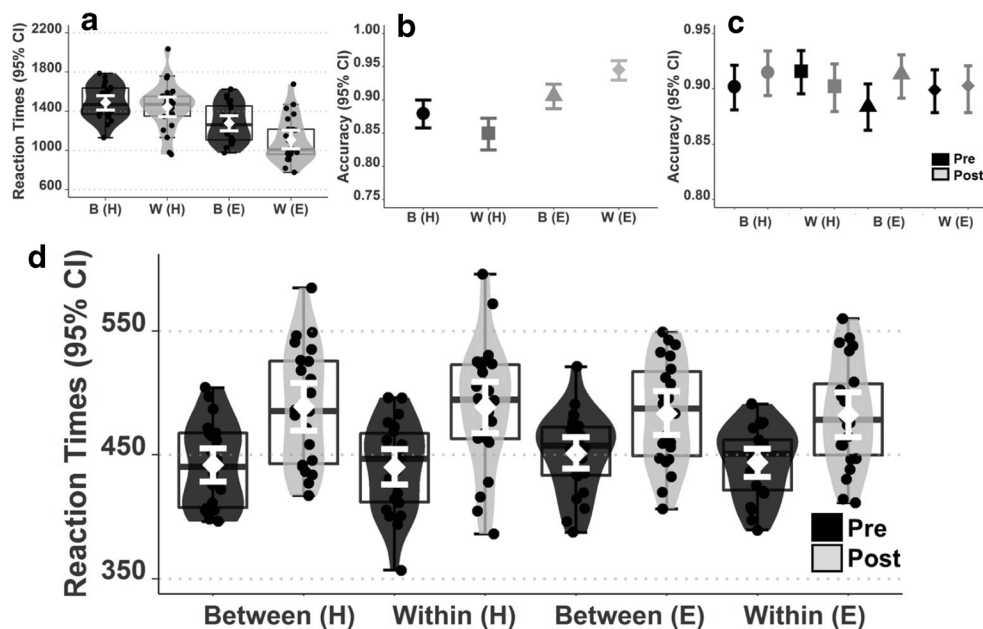 a
Reaction Times (95% CI)
2200
1800
1400
1000
600
B (H) W (H) B (E) W (E)
b
Accuracy (95% CI)
1.00
0.95
0.90
0.85
0.80
0.75
B (H) W (H) B (E) W (E)
c
Accuracy (95% CI)
0.95
0.90
0.85
0.80
Pre
Post
B (H) W (H) B (E) W (E)
d
Reaction Times (95% CI)
550
450
350
Pre
Post
Between (H) Within (H) Between (E) Within (E)